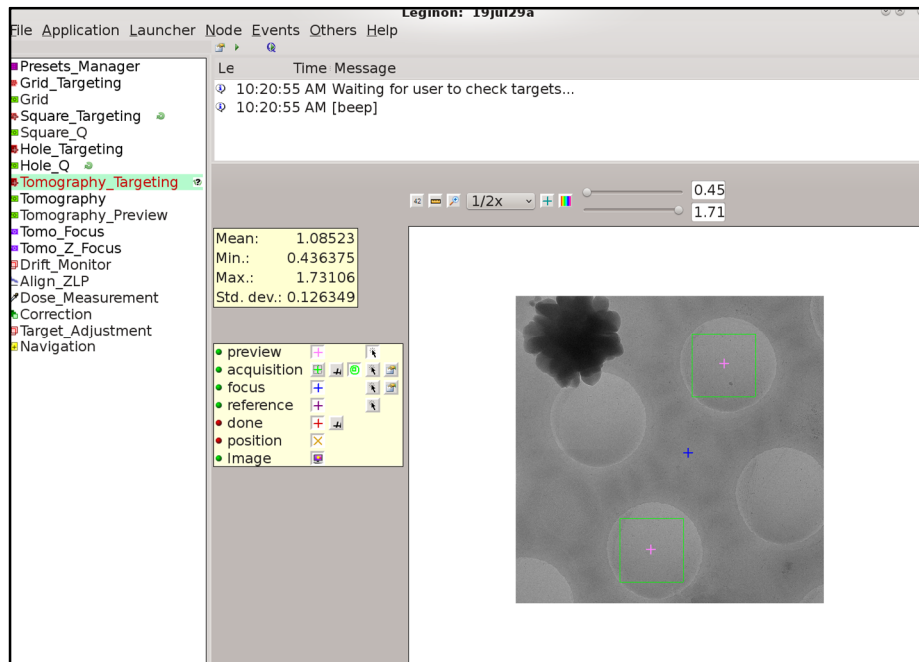 Leginon: 19jul29a
File Application Launcher Node Events Others Help
Presets_Manager
Grid_Targeting
Grid
Square_Targeting
Square_Q
Hole_Targeting
Hole_Q
Tomography_Targeting
Tomography
Tomography_Preview
Tomo_Focus
Tomo_Z_Focus
Drift_Monitor
Align_ZLP
Dose_Measurement
Correction
Target_Adjustment
Navigation
Le Time Message
10:20:55 AM Waiting for user to check targets...
10:20:55 AM [beep]
1/2x
0.45
1.71
Mean: 1.08523
Min.: 0.436375
Max.: 1.73106
Std. dev.: 0.126349
preview
acquisition
focus
reference
done
position
Image